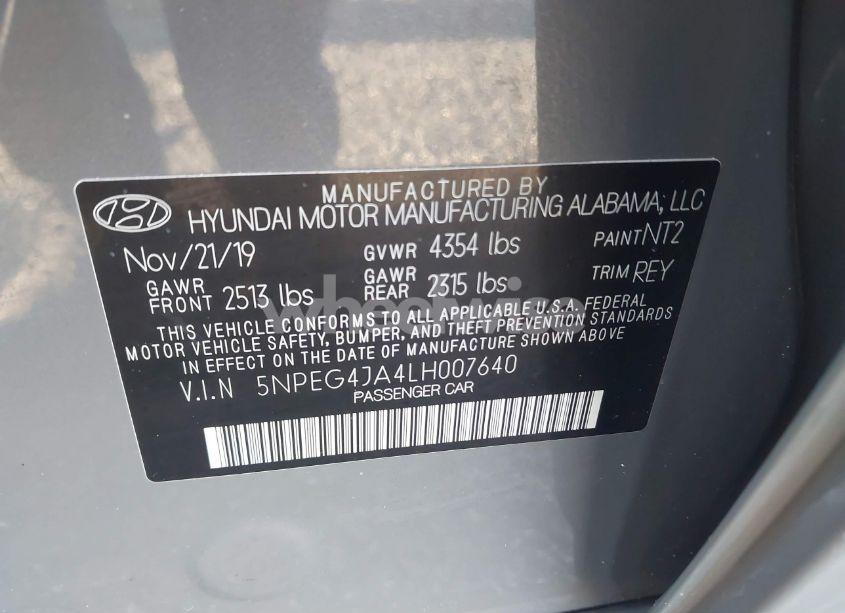 MANUFACTURED BY
HYUNDAI MOTOR MANUFACTURING ALABAMA, LLC
Nov/21/19 GVWR 4354 lbs PAINT NT2
GAWR FRONT 2513 lbs GAWR REAR 2315 lbs TRIM REY
THIS VEHICLE CONFORMS TO ALL APPLICABLE U.S.A. FEDERAL
MOTOR VEHICLE SAFETY, BUMPER, AND THEFT PREVENTION STANDARDS
IN EFFECT ON THE DATE OF MANUFACTURE SHOWN ABOVE
V.I.N 5NPEG4JA4LH007640
PASSENGER CAR